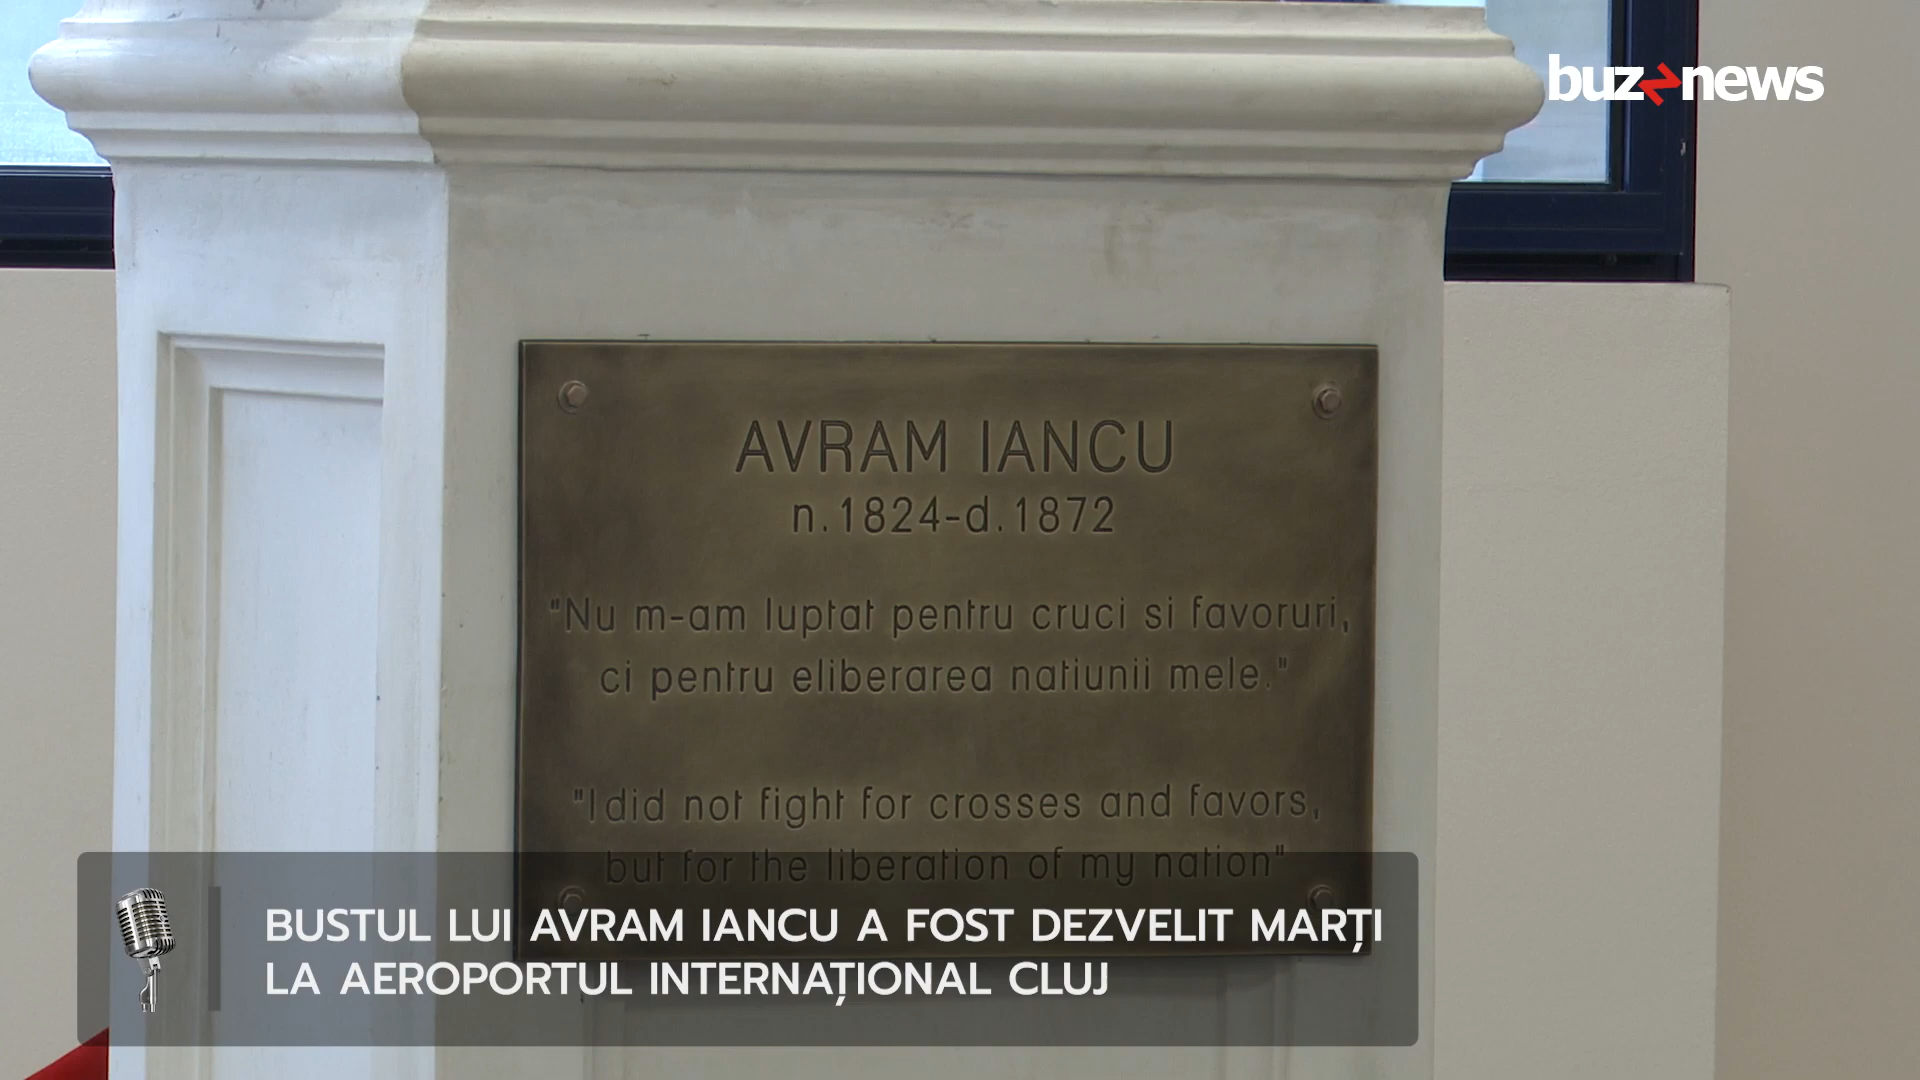 buzznews
AVRAM IANCU
n.1824-d.1872
"Nu m-am luptat pentru cruci si favoruri,
ci pentru eliberarea natiunii mele."
"I did not fight for crosses and favors,
but for the liberation of my nation"
BUSTUL LUI AVRAM IANCU A FOST DEZVELIT MARȚI
LA AEROPORTUL INTERNAȚIONAL CLUJ